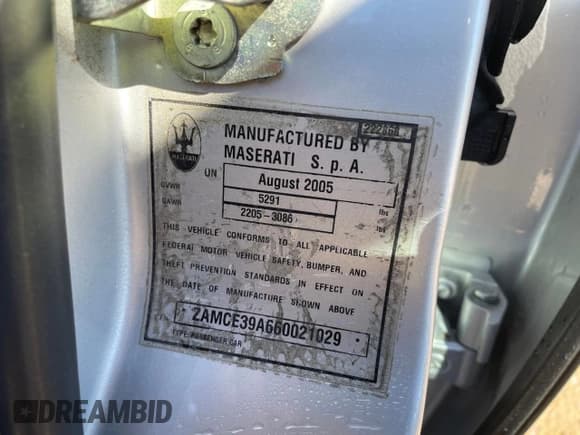 MANUFACTURED BY
MASERATI S. p. A.
MASERATI
ON August 2005
GVWR 5291 lbs
GAWR 2205-3086 lbs
THIS VEHICLE CONFORMS TO ALL APPLICABLE
FEDERAL MOTOR VEHICLE SAFETY, BUMPER, AND
THEFT PREVENTION STANDARDS IN EFFECT ON
THE DATE OF MANUFACTURE SHOWN ABOVE
* ZAMCE39A660021029 *
TYPE: PASSENGER CAR
DREAMBID